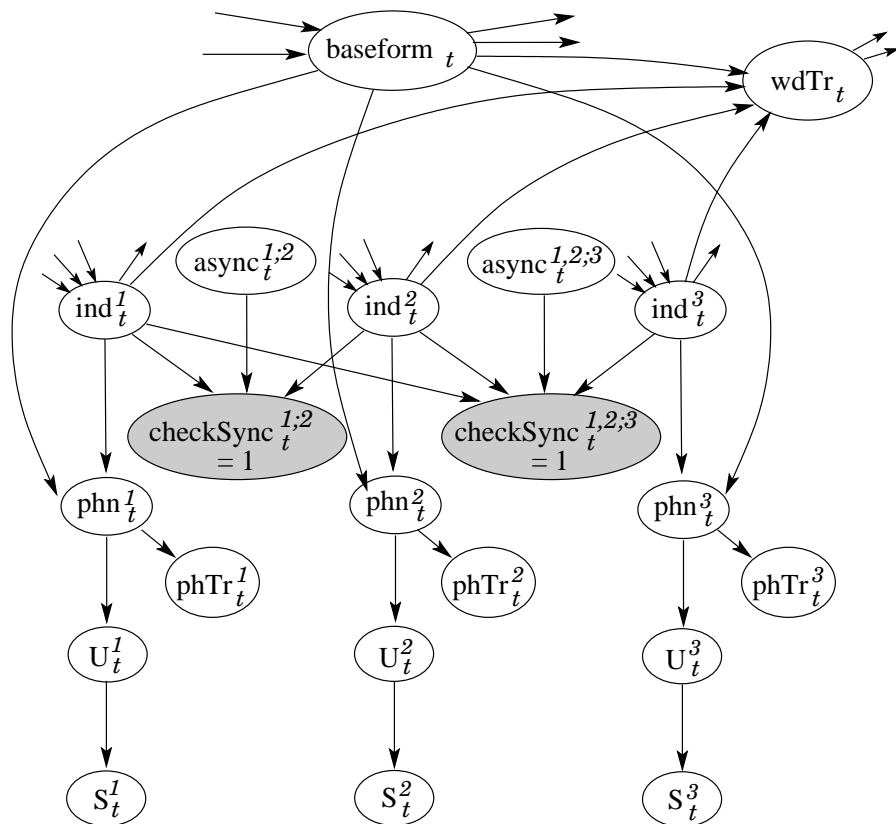 baseform t
wdTr t
async t 1;2
async t 1,2;3
ind t 1
ind t 2
ind t 3
checkSync t 1;2
= 1
checkSync t 1,2;3
= 1
phn t 1
phn t 2
phn t 3
phTr t 1
phTr t 2
phTr t 3
U t 1
U t 2
U t 3
S t 1
S t 2
S t 3